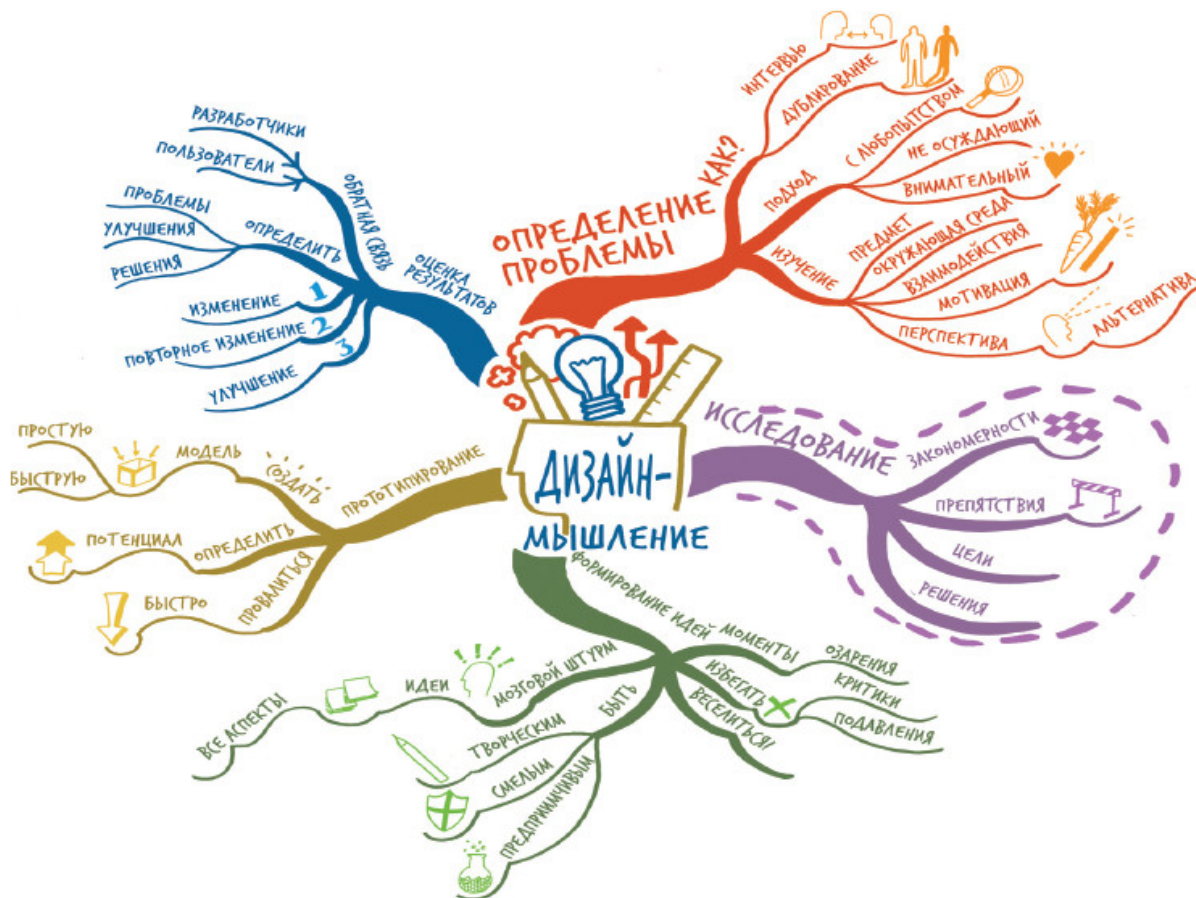 ДИЗАЙН-
МЫШЛЕНИЕ
ОПРЕДЕЛЕНИЕ
ПРОБЛЕМЫ
КАК?
ИНТЕРВЬЮ
ДУБЛИРОВАНИЕ
ПОДХОД
С ЛЮБОПЫТСТВОМ
НЕ ОСУЖДАЮЩИЙ
ВНИМАТЕЛЬНЫЙ
ИЗУЧЕНИЕ
ПРЕДМЕТ
ОКРУЖАЮЩАЯ СРЕДА
ВЗАИМОДЕЙСТВИЯ
МОТИВАЦИЯ
ПЕРСПЕКТИВА
АЛЬТЕРНАТИВА
ИССЛЕДОВАНИЕ
ЗАКОНОМЕРНОСТИ
ПРЕПЯТСТВИЯ
ЦЕЛИ
РЕШЕНИЯ
ФОРМИРОВАНИЕ ИДЕЙ
МОМЕНТЫ
ОЗАРЕНИЯ
ИЗБЕГАТЬ
КРИТИКИ
ПОДАВЛЕНИЯ
ВЕСЕЛИТЬСЯ!
БЫТЬ
ТВОРЧЕСКИМ
СМЕЛЫМ
ПРЕДПРИИМЧИВЫМ
МОЗГОВОЙ ШТУРМ
ИДЕИ
ВСЕ АСПЕКТЫ
ПРОТОТИПИРОВАНИЕ
СОЗДАТЬ
МОДЕЛЬ
ПРОСТУЮ
БЫСТРУЮ
ОПРЕДЕЛИТЬ
ПОТЕНЦИАЛ
ПРОВАЛИТЬСЯ
БЫСТРО
ОЦЕНКА
РЕЗУЛЬТАТОВ
ОБРАТНАЯ СВЯЗЬ
РАЗРАБОТЧИКИ
ПОЛЬЗОВАТЕЛИ
ОПРЕДЕЛИТЬ
ПРОБЛЕМЫ
УЛУЧШЕНИЯ
РЕШЕНИЯ
ИЗМЕНЕНИЕ 1
ПОВТОРНОЕ ИЗМЕНЕНИЕ 2
УЛУЧШЕНИЕ 3